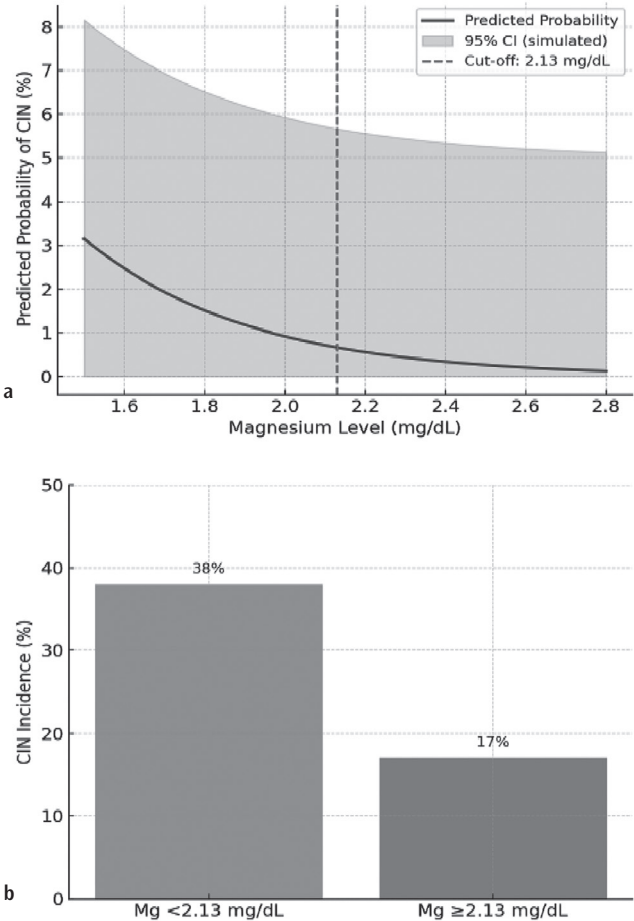 8
7
6
5
4
3
2
1
0
Predicted Probability of CIN (%)
Predicted Probability
95% CI (simulated)
Cut-off: 2.13 mg/dL
1.6 1.8 2.0 2.2 2.4 2.6 2.8
Magnesium Level (mg/dL)
a
50
40
30
20
10
0
CIN Incidence (%)
38%
17%
Mg <2.13 mg/dL Mg ≥2.13 mg/dL
b